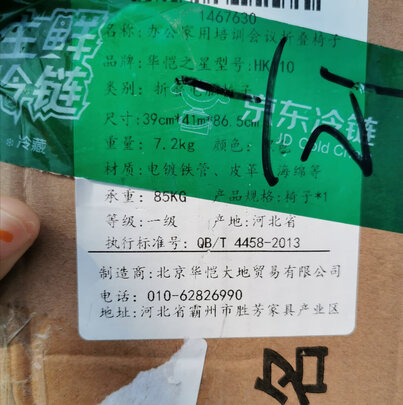 1467630
名称:办公家用培训会议折叠椅子
品牌:华恺之星型号:HK 10
类别:折
尺寸:39cm*41m*86.5
重量:7.2kg 颜色:
材质:电镀铁管、皮革、海绵等
承重:85KG 产品规格:椅子*1
等级:一级 产地:河北省
执行标准号:QB/T 4458-2013
制造商:北京华恺大地贸易有限公司
电话:010-62826990
地址:河北省霸州市胜芳家具产业区
生鲜
冷链
*冷藏
京东冷链
JD Cold Ch
名